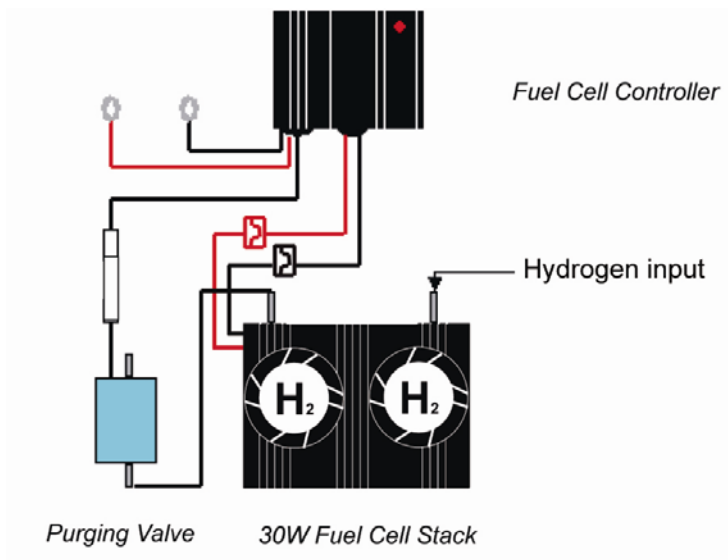 Fuel Cell Controller
Hydrogen input
H2 H2
Purging Valve 30W Fuel Cell Stack